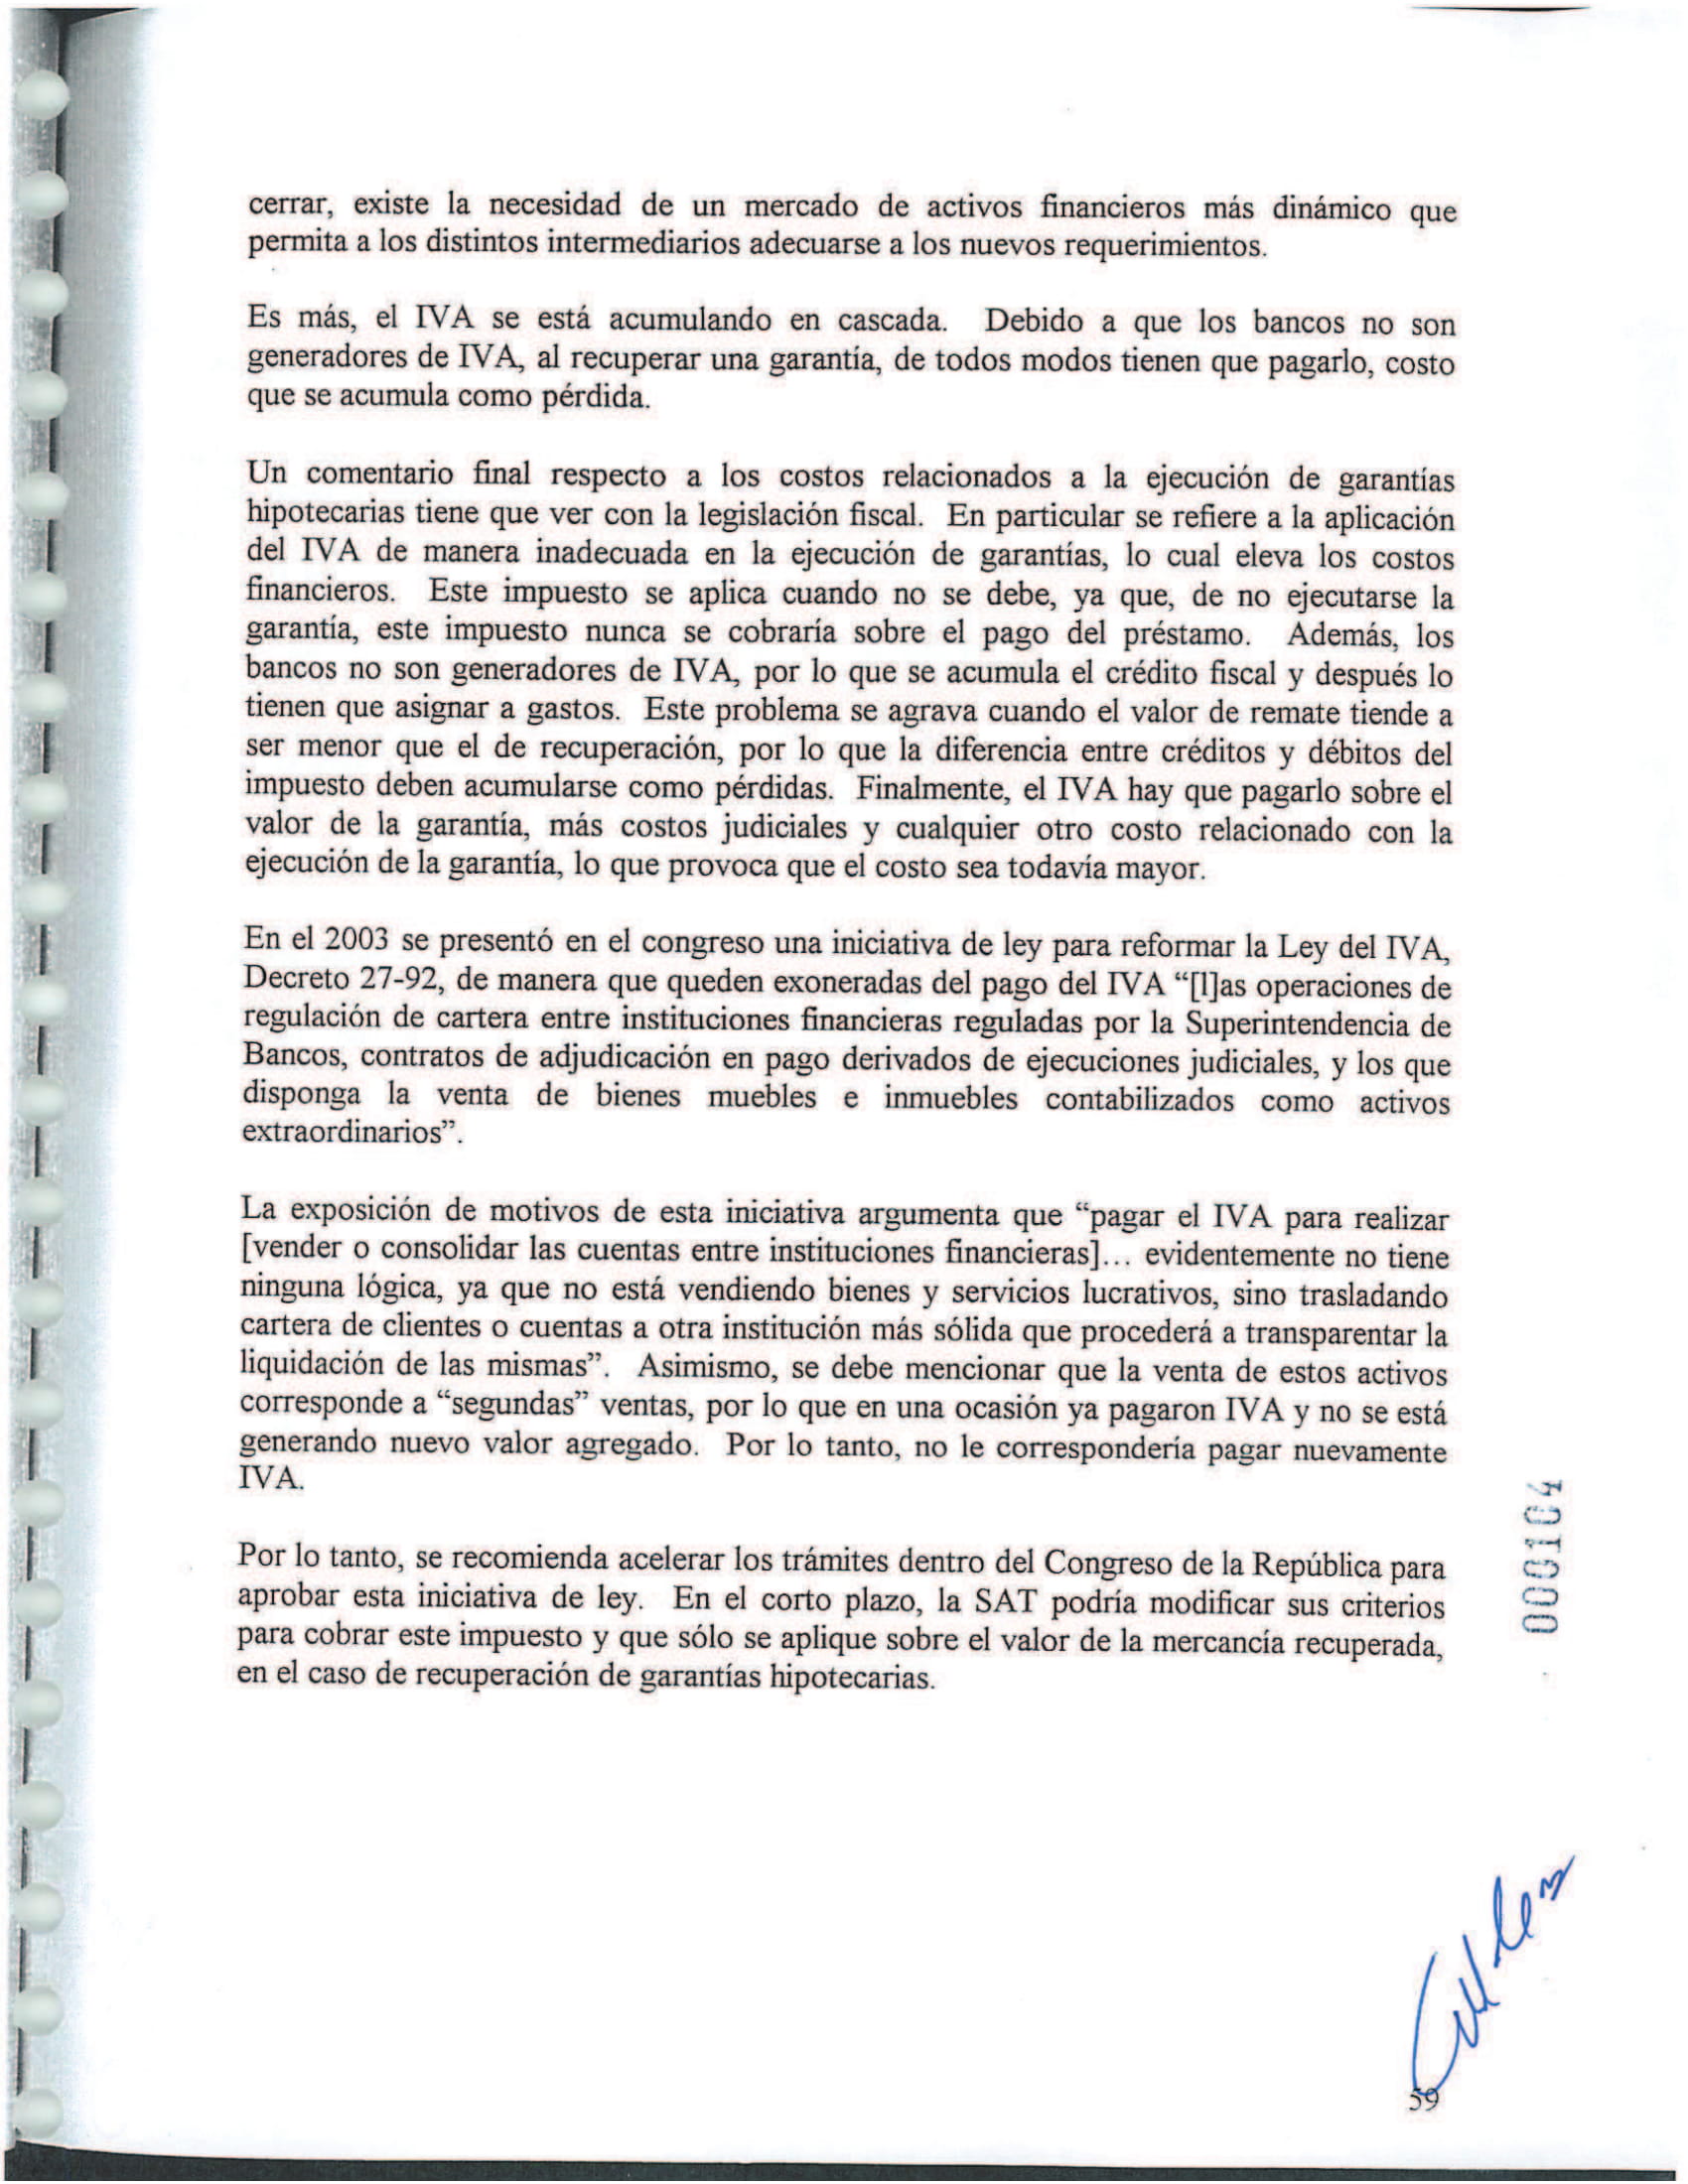 cerrar, existe la necesidad de un mercado de activos financieros más dinámico que
permita a los distintos intermediarios adecuarse a los nuevos requerimientos.
Es más, el IVA se está acumulando en cascada. Debido a que los bancos no son
generadores de IVA, al recuperar una garantía, de todos modos tienen que pagarlo, costo
que se acumula como pérdida.
Un comentario final respecto a los costos relacionados a la ejecución de garantías
hipotecarias tiene que ver con la legislación fiscal. En particular se refiere a la aplicación
del IVA de manera inadecuada en la ejecución de garantías, lo cual eleva los costos
financieros. Este impuesto se aplica cuando no se debe, ya que, de no ejecutarse la
garantía, este impuesto nunca se cobraría sobre el pago del préstamo. Además, los
bancos no son generadores de IVA, por lo que se acumula el crédito fiscal y después lo
tienen que asignar a gastos. Este problema se agrava cuando el valor de remate tiende a
ser menor que el de recuperación, por lo que la diferencia entre créditos y débitos del
impuesto deben acumularse como pérdidas. Finalmente, el IVA hay que pagarlo sobre el
valor de la garantía, más costos judiciales y cualquier otro costo relacionado con la
ejecución de la garantía, lo que provoca que el costo sea todavía mayor.
En el 2003 se presentó en el congreso una iniciativa de ley para reformar la Ley del IVA,
Decreto 27-92, de manera que queden exoneradas del pago del IVA “[l]as operaciones de
regulación de cartera entre instituciones financieras reguladas por la Superintendencia de
Bancos, contratos de adjudicación en pago derivados de ejecuciones judiciales, y los que
disponga la venta de bienes muebles e inmuebles contabilizados como activos
extraordinarios”.
La exposición de motivos de esta iniciativa argumenta que “pagar el IVA para realizar
[vender o consolidar las cuentas entre instituciones financieras]... evidentemente no tiene
ninguna lógica, ya que no está vendiendo bienes y servicios lucrativos, sino trasladando
cartera de clientes o cuentas a otra institución más sólida que procederá a transparentar la
liquidación de las mismas”. Asimismo, se debe mencionar que la venta de estos activos
corresponde a “segundas” ventas, por lo que en una ocasión ya pagaron IVA y no se está
generando nuevo valor agregado. Por lo tanto, no le correspondería pagar nuevamente
IVA.
Por lo tanto, se recomienda acelerar los trámites dentro del Congreso de la República para
aprobar esta iniciativa de ley. En el corto plazo, la SAT podría modificar sus criterios
para cobrar este impuesto y que sólo se aplique sobre el valor de la mercancía recuperada,
en el caso de recuperación de garantías hipotecarias.
000104
59